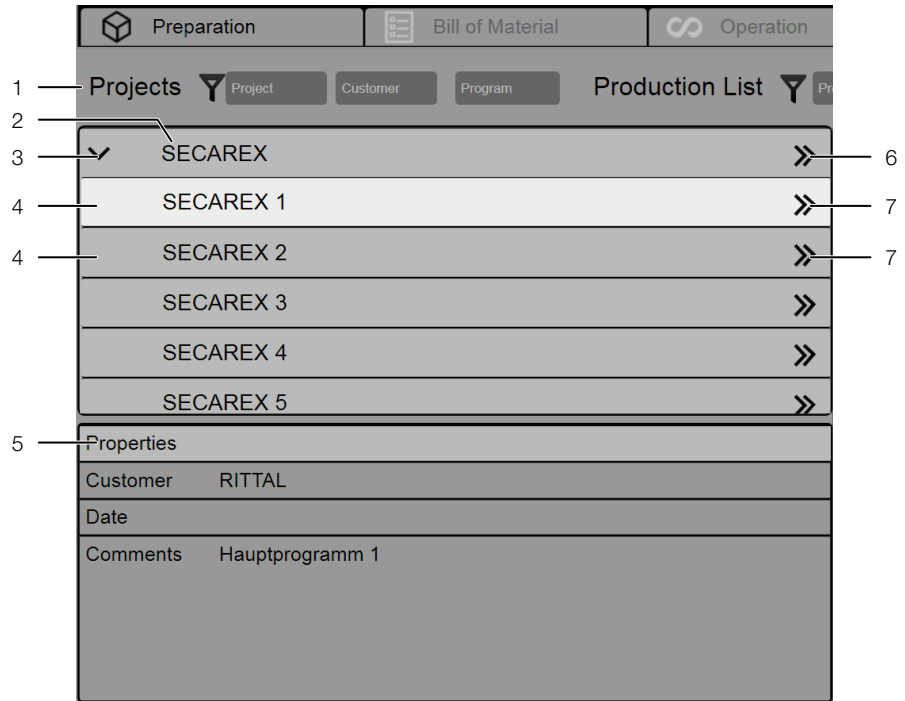 Preparation Bill of Material Operation
1 Projects Project Customer Program Production List
2
3 SECAREX 6
4 SECAREX 1 7
4 SECAREX 2 7
SECAREX 3
SECAREX 4
SECAREX 5
5 Properties
Customer RITTAL
Date
Comments Hauptprogramm 1